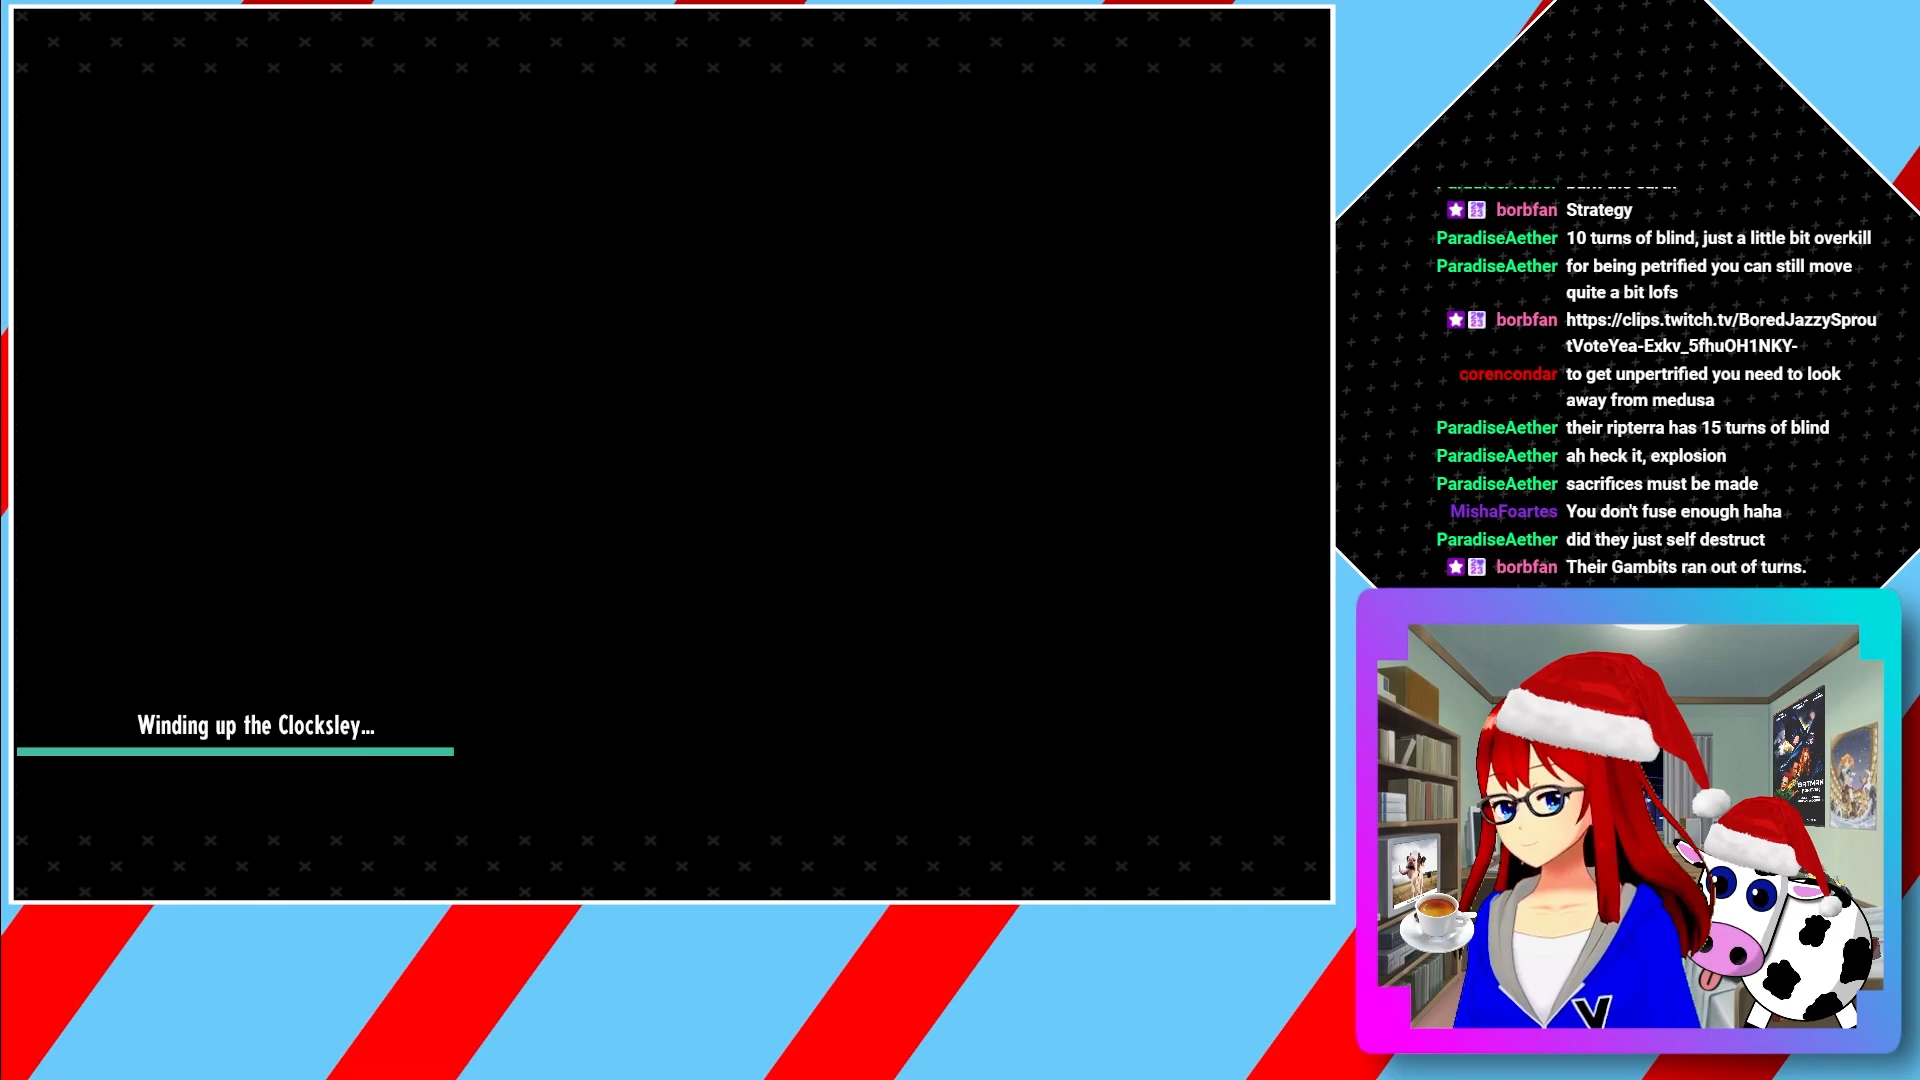 borbfan Strategy
ParadiseAether 10 turns of blind, just a little bit overkill
ParadiseAether for being petrified you can still move
quite a bit lofs
borbfan https://clips.twitch.tv/BoredJazzySprou
tVoteYea-Exkv_5fhuOH1NKY-
corencondar to get unpertrified you need to look
away from medusa
ParadiseAether their ripterra has 15 turns of blind
ParadiseAether ah heck it, explosion
ParadiseAether sacrifices must be made
MishaFoartes You don't fuse enough haha
ParadiseAether did they just self destruct
borbfan Their Gambits ran out of turns.
Winding up the Clocksley...
BATMAN
V